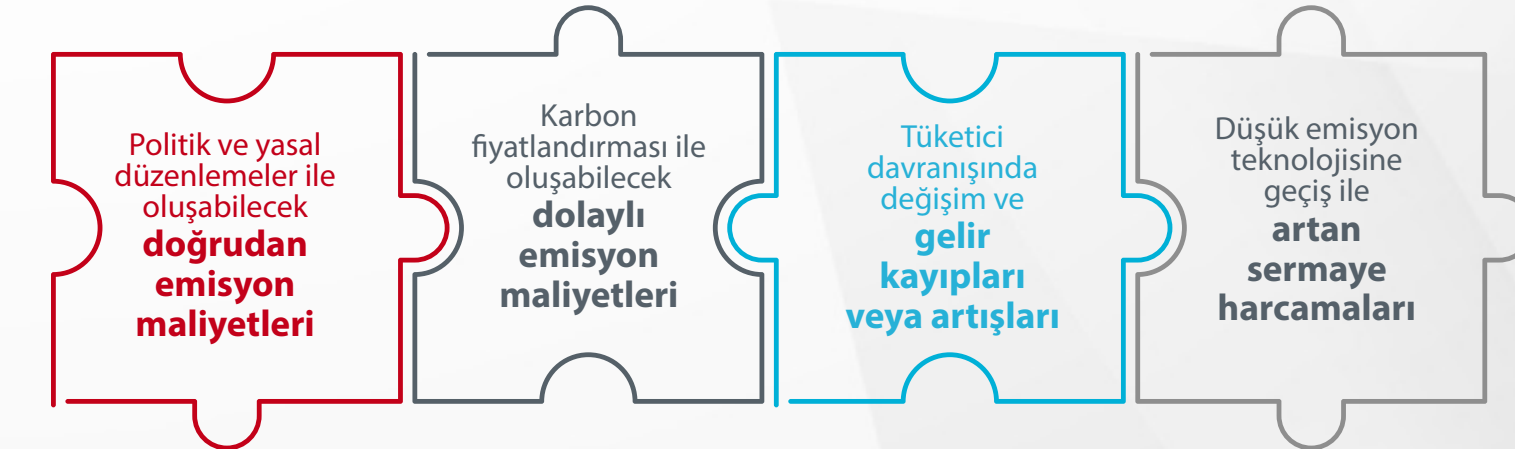 Politik ve yasal
düzenlemeler ile
oluşabilecek
doğrudan
emisyon
maliyetleri
Karbon
fiyatlandırması ile
oluşabilecek
dolaylı
emisyon
maliyetleri
Tüketici
davranışında
değişim ve
gelir
kayıpları
veya artışları
Düşük emisyon
teknolojisine
geçiş ile
artan
sermaye
harcamaları